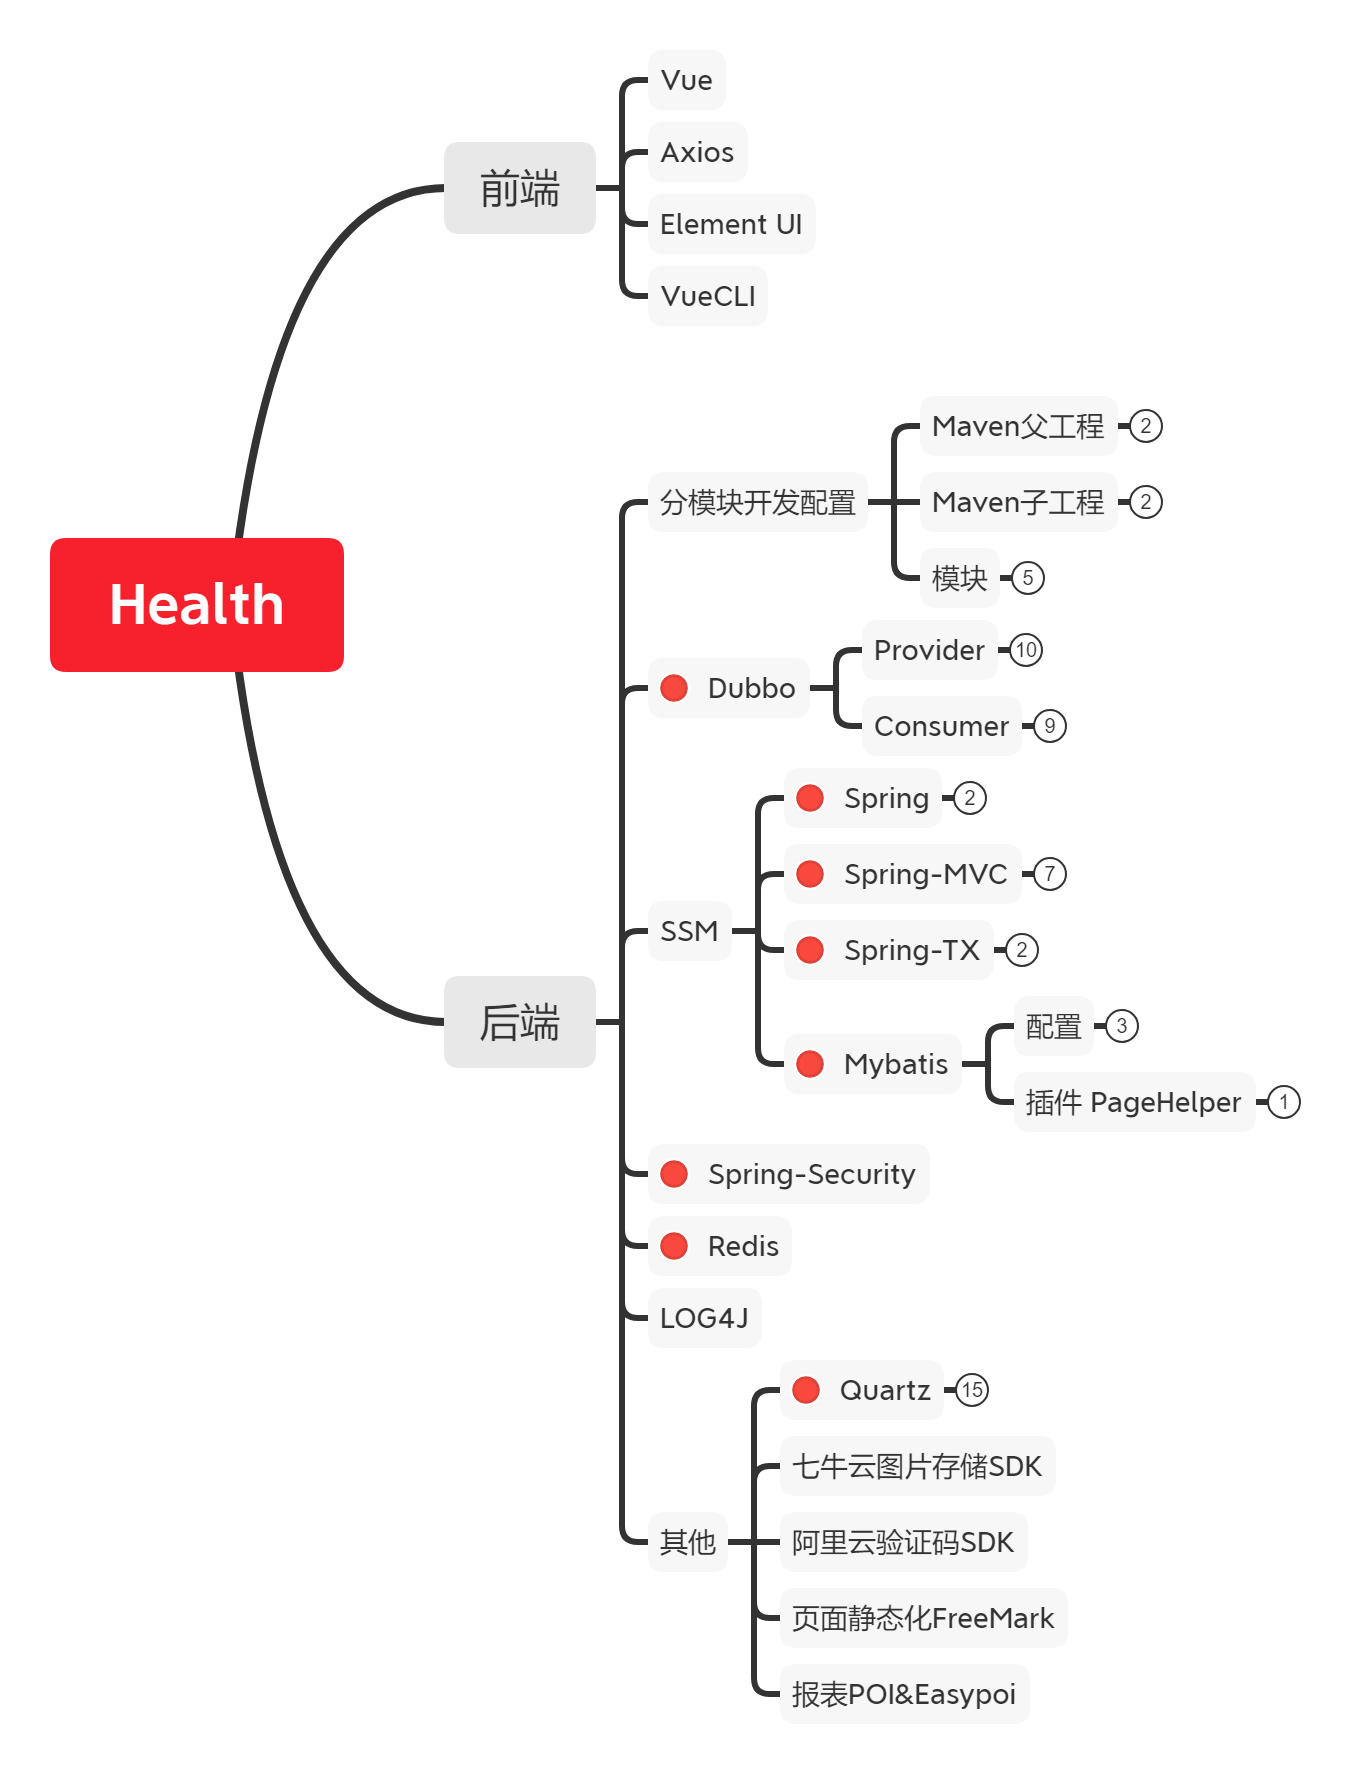 Health
前端
Vue
Axios
Element UI
VueCLI
后端
分模块开发配置
Maven父工程 2
Maven子工程 2
模块 5
Dubbo
Provider 10
Consumer 9
SSM
Spring 2
Spring-MVC 7
Spring-TX 2
Mybatis
配置 3
插件 PageHelper 1
Spring-Security
Redis
LOG4J
其他
Quartz 15
七牛云图片存储SDK
阿里云验证码SDK
页面静态化FreeMark
报表POI&Easypoi